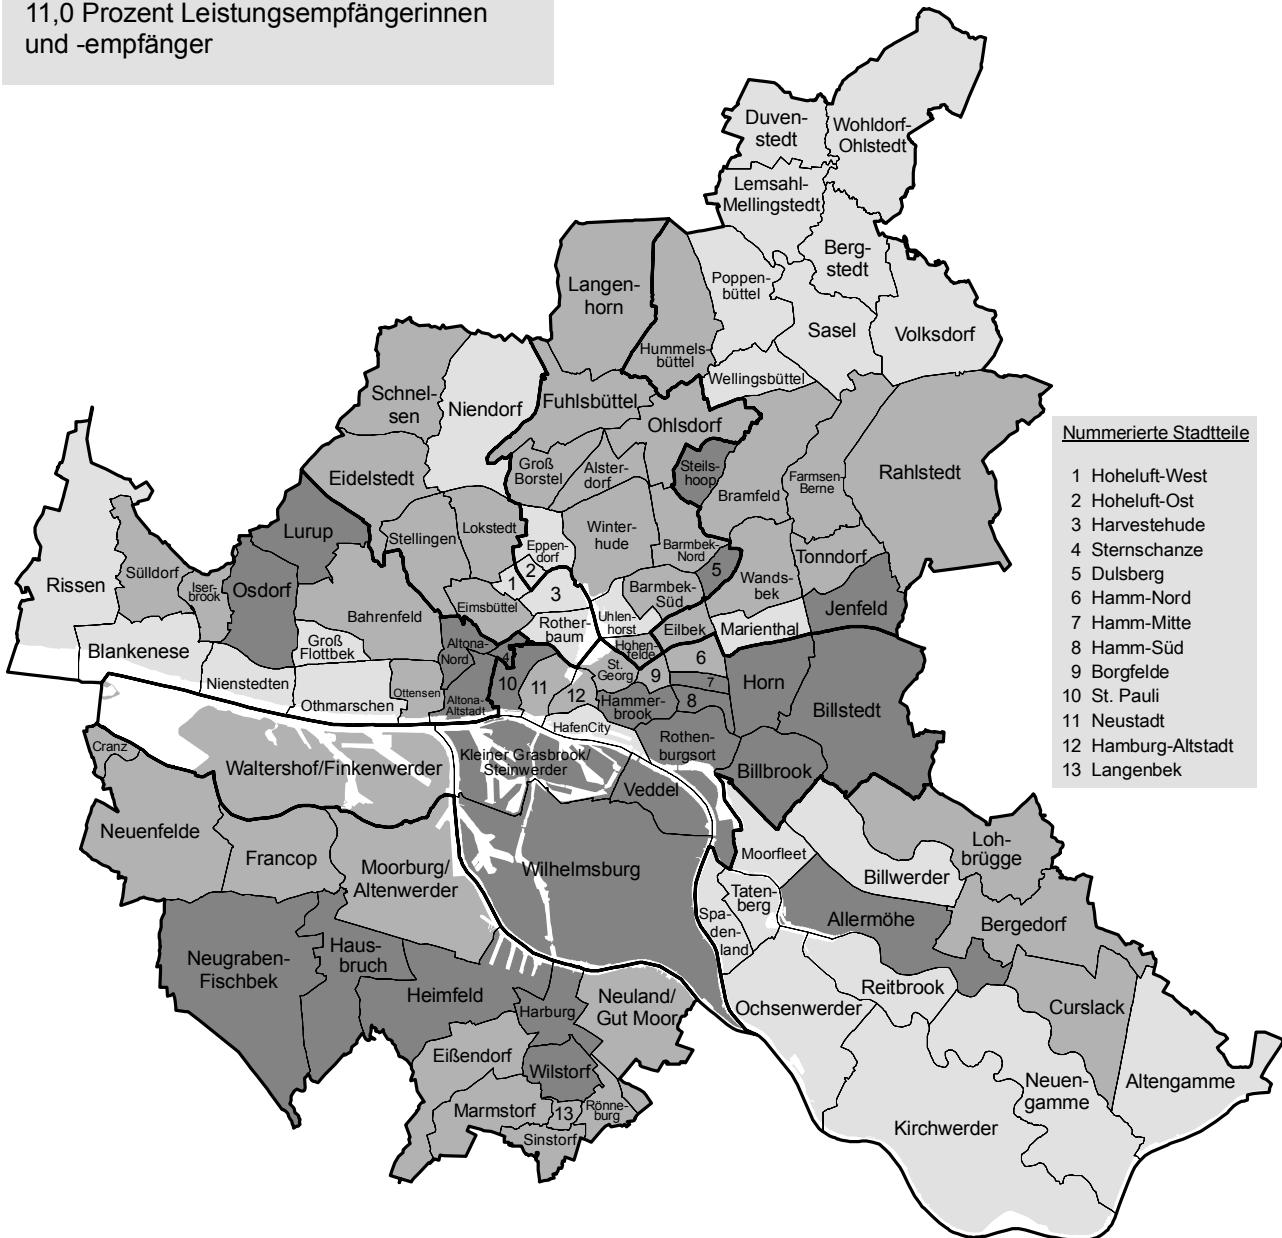 11,0 Prozent Leistungsempfängerinnen
und -empfänger
Duven-
stedt
Wohldorf-
Ohlstedt
Lemsahl-
Mellingstedt
Berg-
stedt
Poppen-
büttel
Langen-
horn
Sasel
Volksdorf
Hummels-
büttel
Wellingsbüttel
Schnel-
sen
Niendorf
Fuhlsbüttel
Ohlsdorf
Eidelstedt
Groß
Borstel
Alster-
dorf
Steils-
hoop
Bramfeld
Farmsen-
Berne
Rahlstedt
Lurup
Stellingen
Lokstedt
Eppen-
dorf
Winter-
hude
Barmbek-
Nord
Tonndorf
Rissen
Sülldorf
Iser-
brook
Osdorf
Bahrenfeld
Eimsbüttel
1
2
3
5
Barmbek-
Süd
Wands-
bek
Jenfeld
Uhlen-
horst
Rother-
baum
Eilbek
Marienthal
Blankenese
Groß
Flottbek
Altona-
Nord
4
Hohen-
felde
6
St.
Georg
9
7
Horn
Nienstedten
Ottensen
10
11
12
Hammer-
brook
8
Billstedt
Othmarschen
Altona-
Altstadt
HafenCity
Rothen-
burgsort
Cranz
Waltershof/Finkenwerder
Kleiner Grasbrook/
Steinwerder
Veddel
Billbrook
Neuenfelde
Francop
Moorburg/
Altenwerder
Wilhelmsburg
Moorfleet
Billwerder
Loh-
brügge
Taten-
berg
Spa-
den-
land
Allermöhe
Bergedorf
Neugraben-
Fischbek
Haus-
bruch
Heimfeld
Harburg
Neuland/
Gut Moor
Ochsenwerder
Reitbrook
Curslack
Eißendorf
Wilstorf
Neuen-
gamme
Altengamme
Marmstorf
13
Rönne-
burg
Sinstorf
Kirchwerder
Nummerierte Stadtteile
1 Hoheluft-West
2 Hoheluft-Ost
3 Harvestehude
4 Sternschanze
5 Dulsberg
6 Hamm-Nord
7 Hamm-Mitte
8 Hamm-Süd
9 Borgfelde
10 St. Pauli
11 Neustadt
12 Hamburg-Altstadt
13 Langenbek